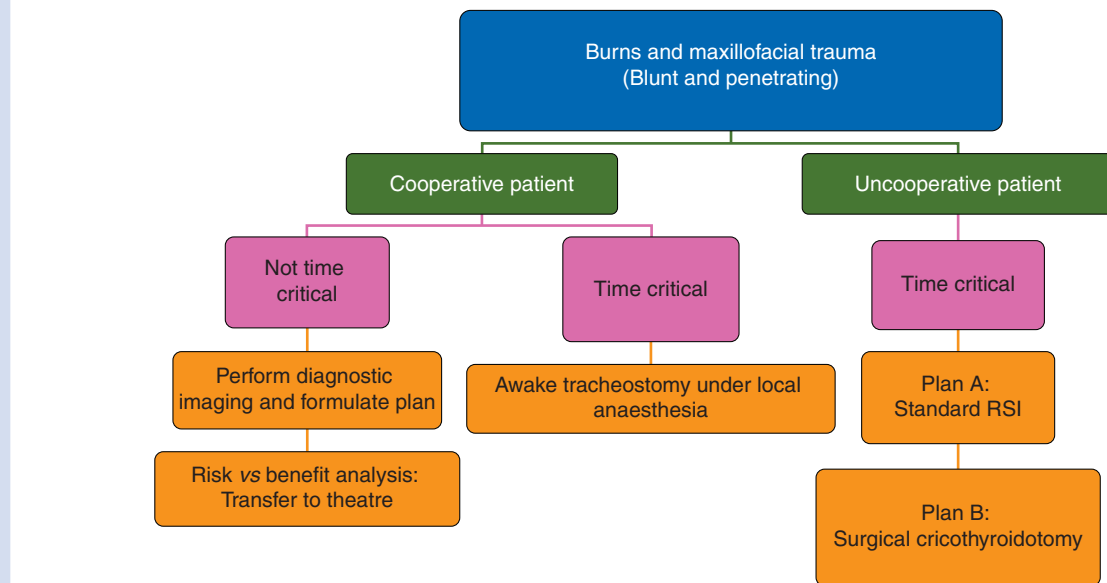 Burns and maxillofacial trauma
(Blunt and penetrating)
Cooperative patient
Uncooperative patient
Not time
critical
Time critical
Time critical
Perform diagnostic
imaging and formulate plan
Awake tracheostomy under local
anaesthesia
Plan A:
Standard RSI
Risk vs benefit analysis:
Transfer to theatre
Plan B:
Surgical cricothyroidotomy